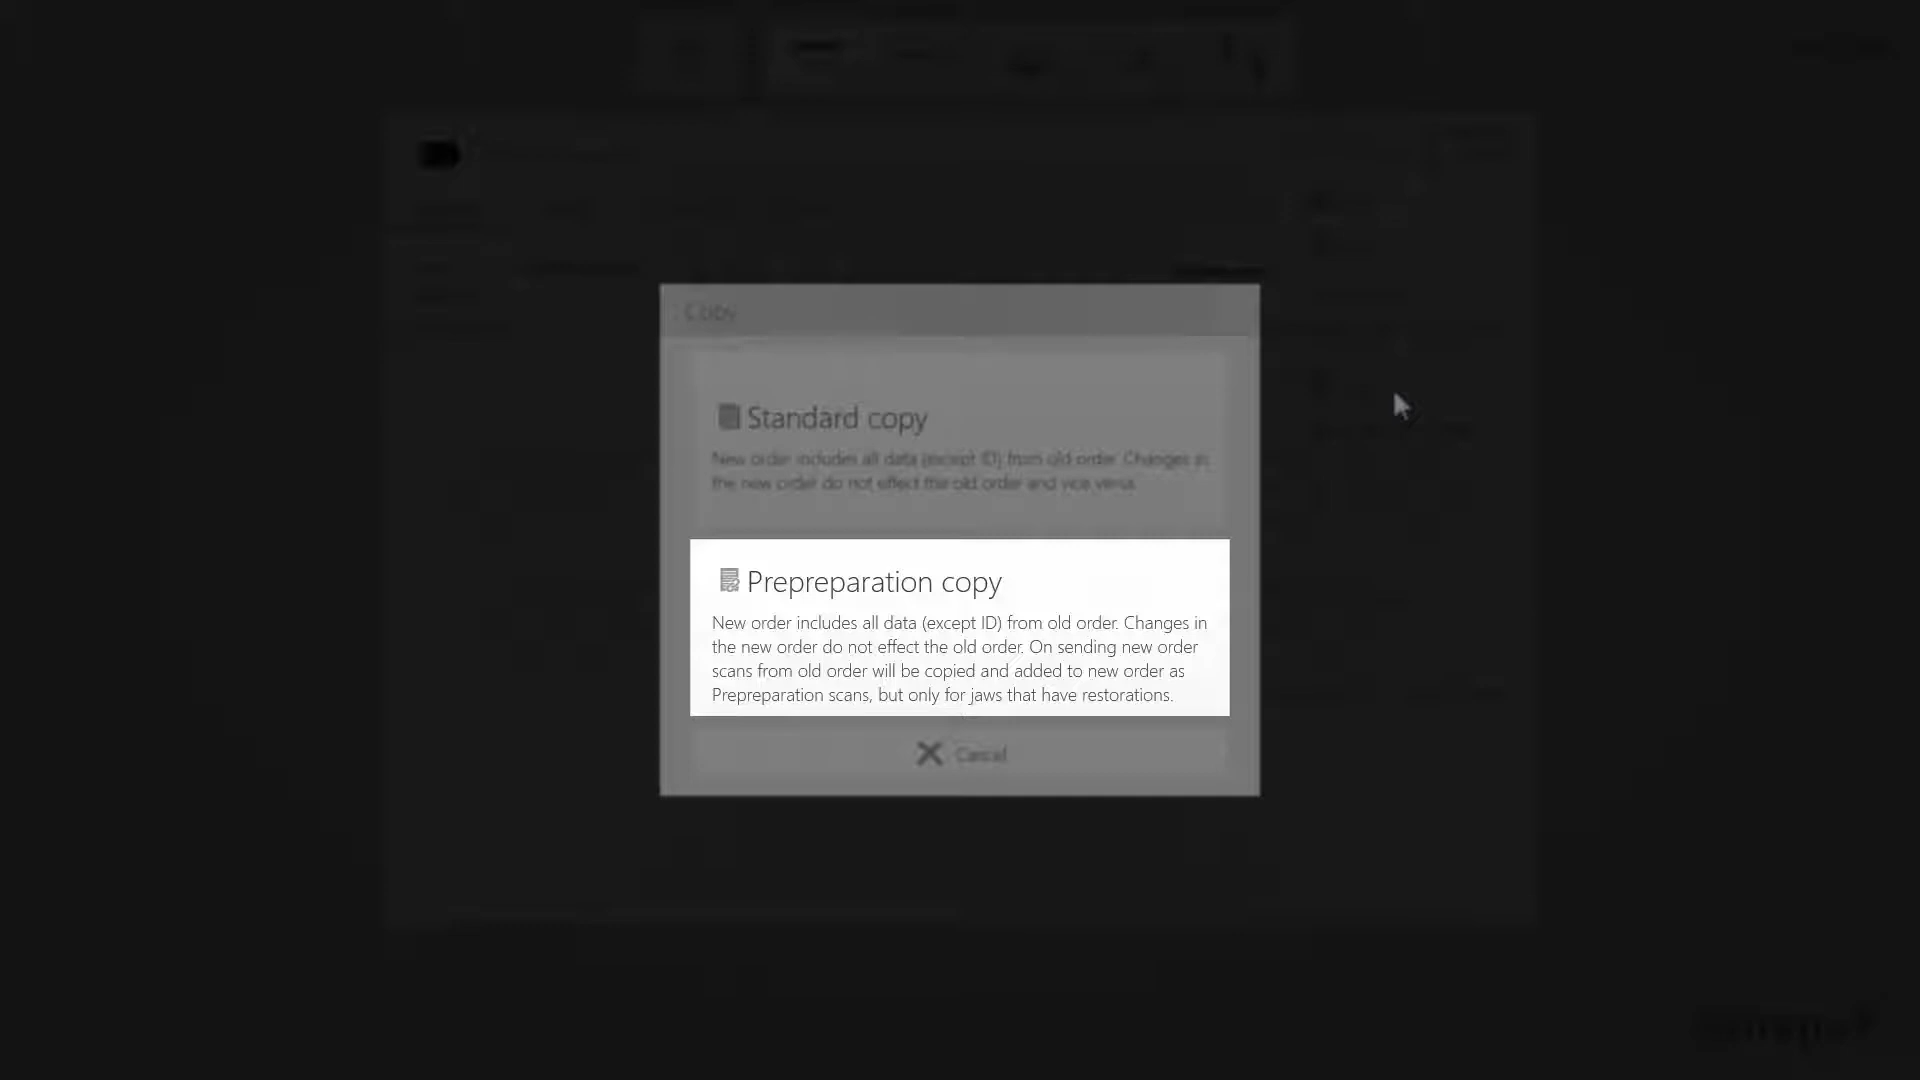 Copy
Standard copy
New order includes all data (except ID) from old order. Changes in
the new order do not effect the old order and vice versa.
Prepreparation copy
New order includes all data (except ID) from old order. Changes in
the new order do not effect the old order. On sending new order
scans from old order will be copied and added to new order as
Prepreparation scans, but only for jaws that have restorations.
Cancel